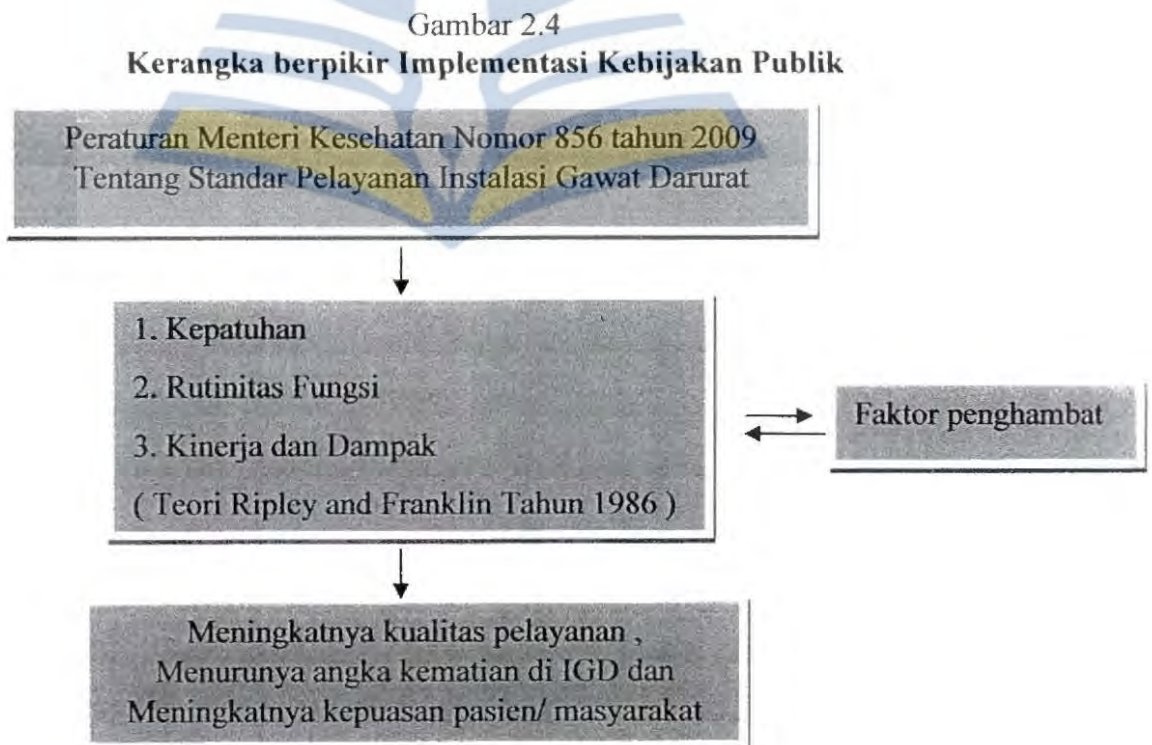 Gambar 2.4
Kerangka berpikir Implementasi Kebijakan Publik
Peraturan Menteri Kesehatan Nomor 856 tahun 2009
Tentang Standar Pelayanan Instalasi Gawat Darurat
1. Kepatuhan
2. Rutinitas Fungsi
3. Kinerja dan Dampak
( Teori Ripley and Franklin Tahun 1986 )
Faktor penghambat
Meningkatnya kualitas pelayanan ,
Menurunya angka kematian di IGD dan
Meningkatnya kepuasan pasien/ masyarakat